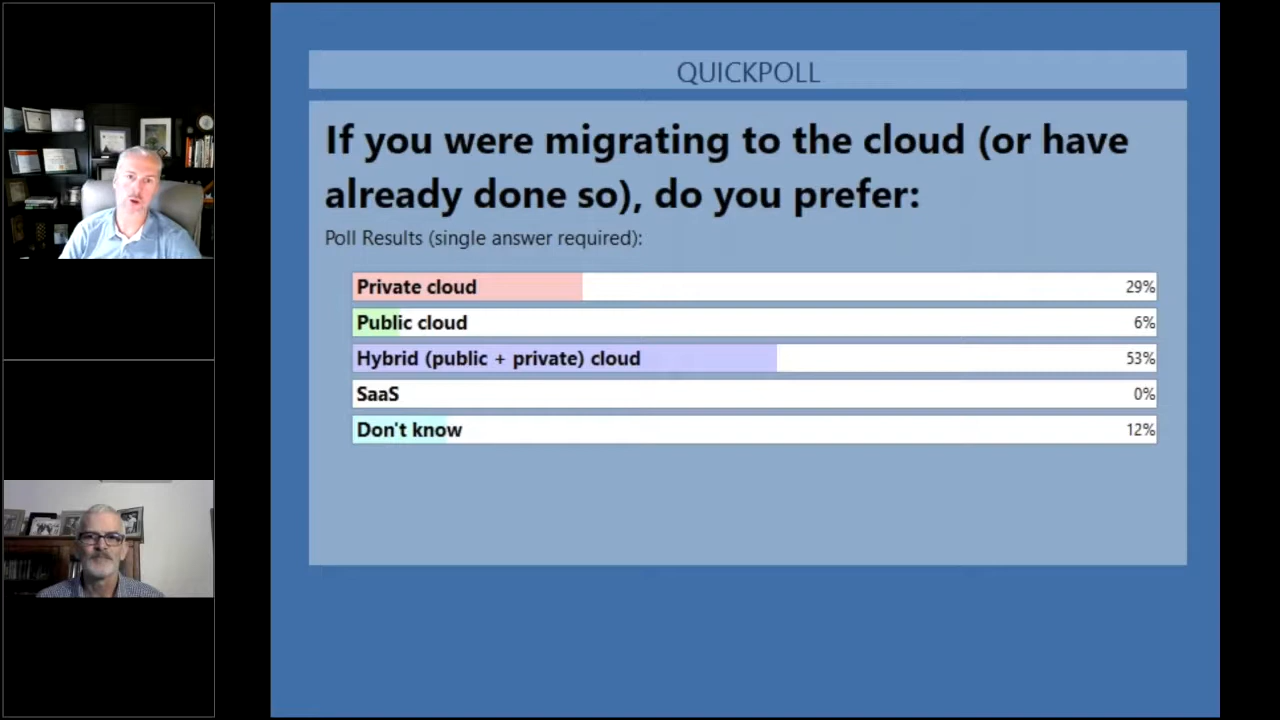 QUICKPOLL
If you were migrating to the cloud (or have
already done so), do you prefer:
Poll Results (single answer required):
Private cloud 29%
Public cloud 6%
Hybrid (public + private) cloud 53%
SaaS 0%
Don't know 12%